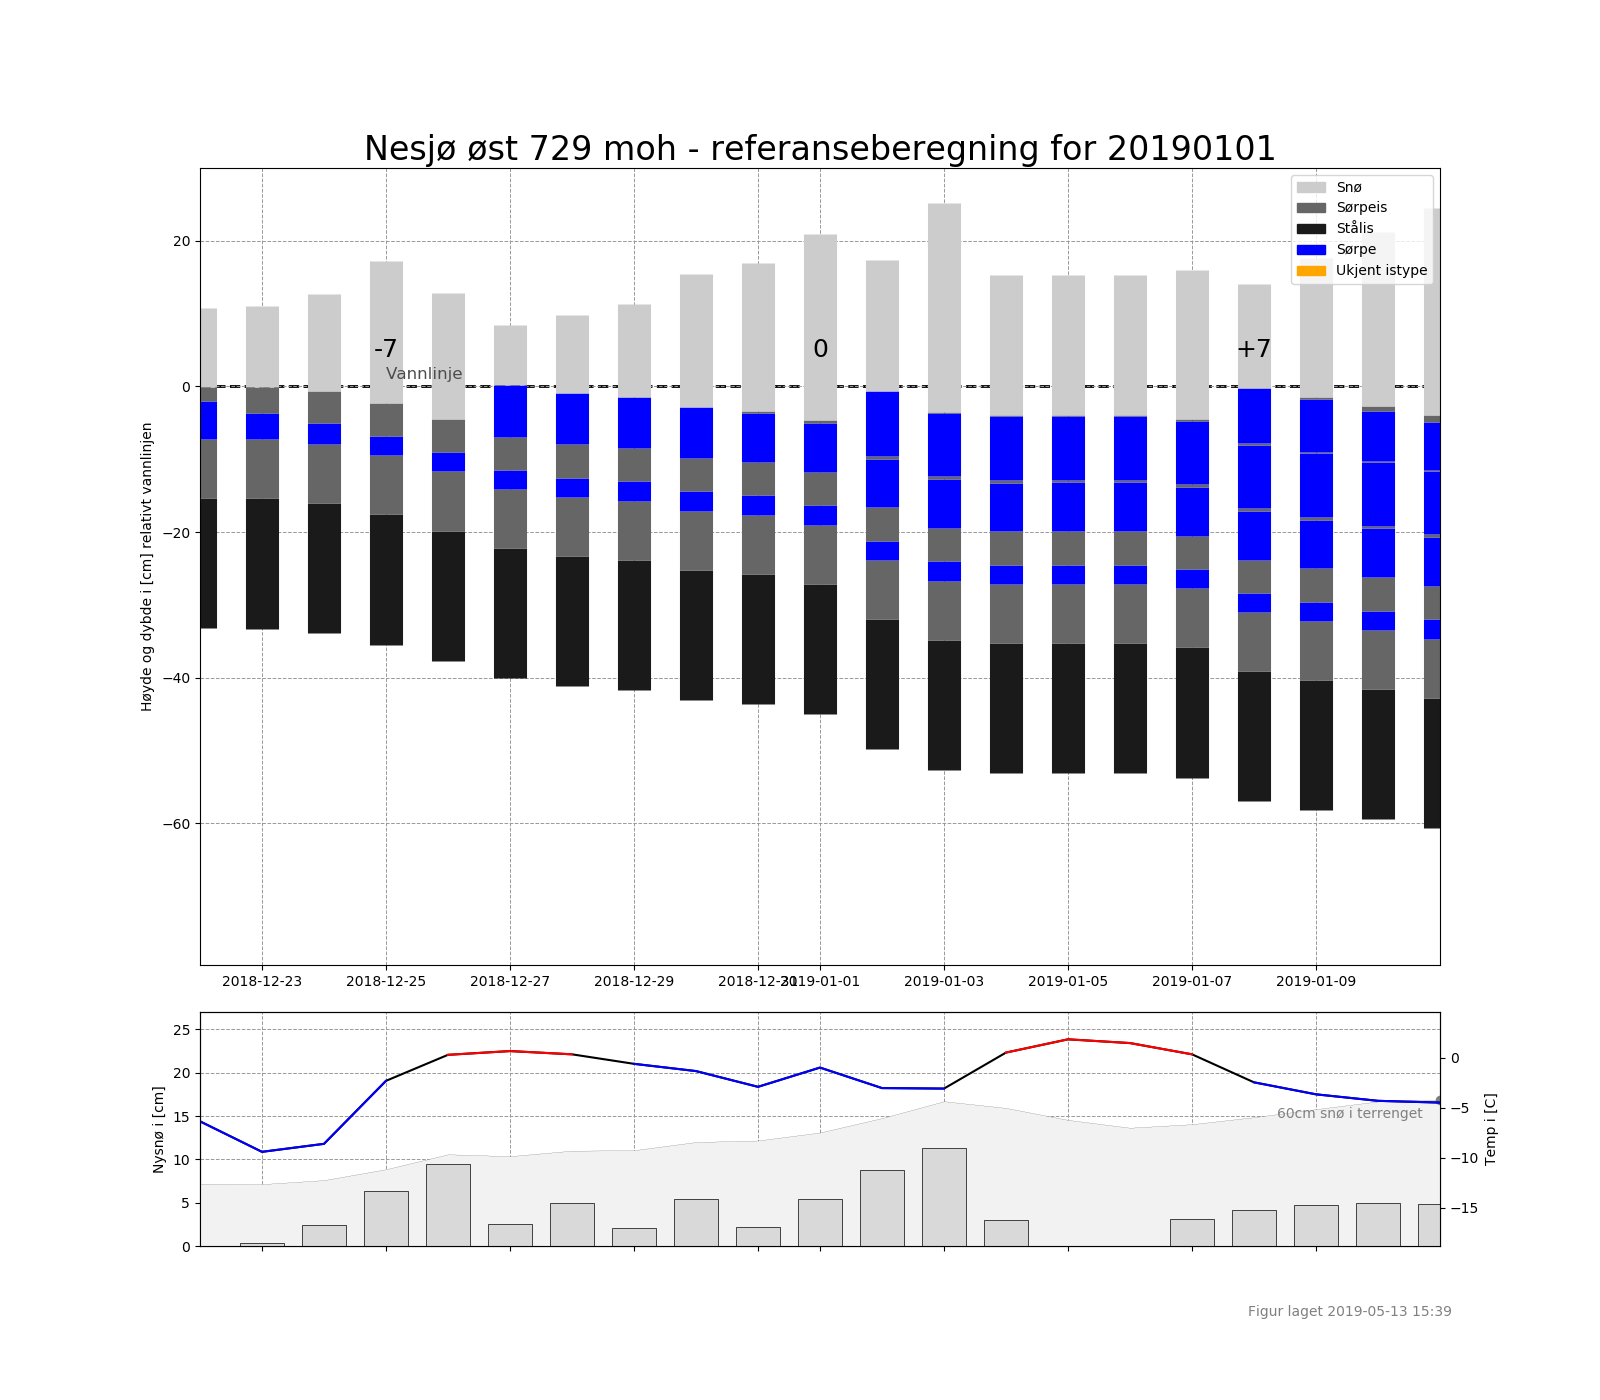 Nesjø øst 729 moh - referanseberegning for 20190101
Snø
Sørpeis
Stålis
Sørpe
Ukjent istype
Høyde og dybde i [cm] relativt vannlinjen
20
0
−20
−40
−60
-7
0
+7
Vannlinje
2018-12-23
2018-12-25
2018-12-27
2018-12-29
2018-12-31
2019-01-01
2019-01-03
2019-01-05
2019-01-07
2019-01-09
Nysnø i [cm]
25
20
15
10
5
0
60cm snø i terrenget
0
−5
−10
−15
Temp i [C]
Figur laget 2019-05-13 15:39